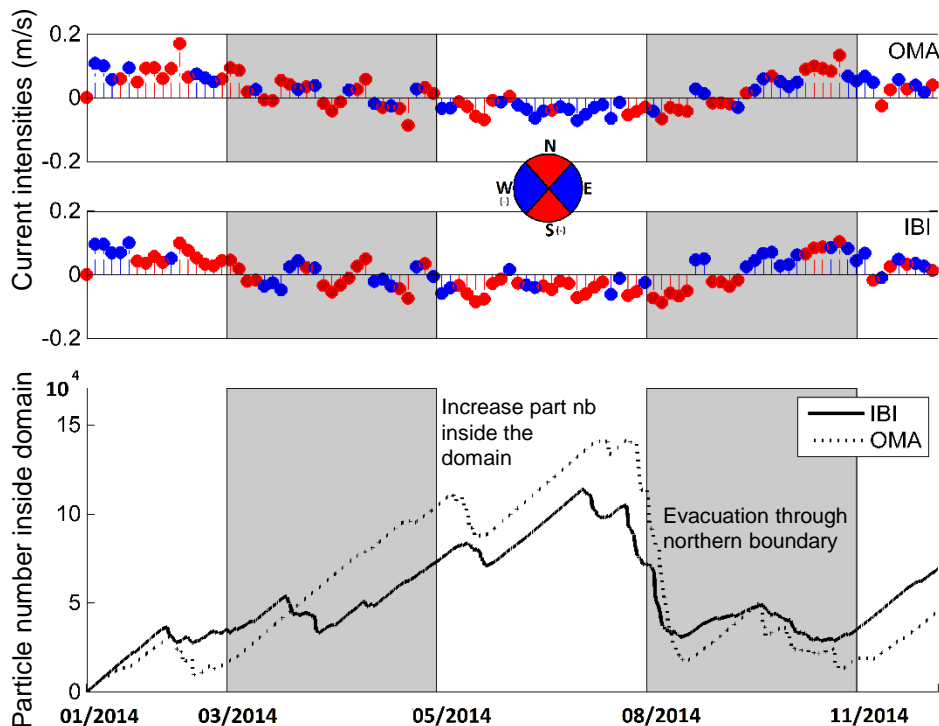 Current intensities (m/s)
0.2
0
-0.2
OMA
N
W
(-)
E
S(-)
0.2
0
0.2
IBI
Particle number inside domain
10
4
15
10
5
0
Increase part nb
inside the
domain
IBI
OMA
Evacuation through
northern boundary
01/2014
03/2014
05/2014
08/2014
11/2014